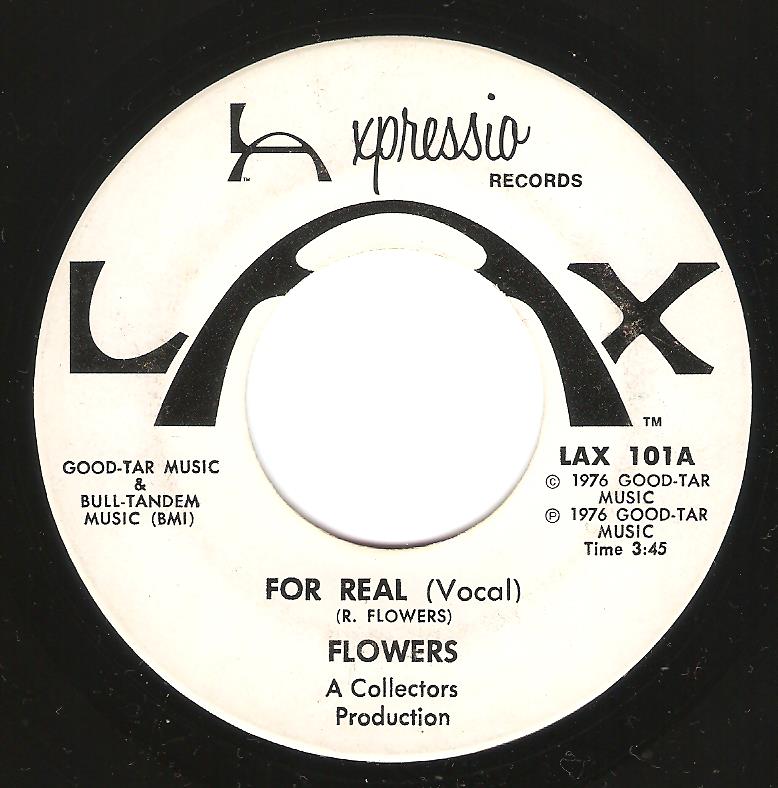 LA xpressio
RECORDS
LAX
TM
GOOD-TAR MUSIC
&
BULL-TANDEM
MUSIC (BMI)
LAX 101A
© 1976 GOOD-TAR
MUSIC
℗ 1976 GOOD-TAR
MUSIC
Time 3:45
FOR REAL (Vocal)
(R. FLOWERS)
FLOWERS
A Collectors
Production